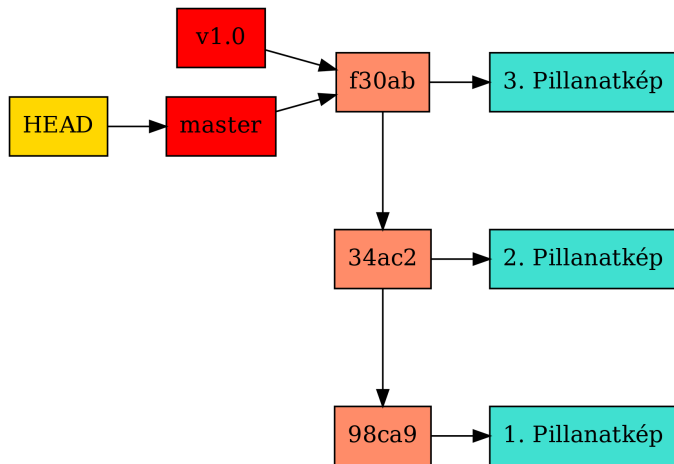 v1.0
f30ab
3. Pillanatkép
HEAD
master
34ac2
2. Pillanatkép
98ca9
1. Pillanatkép